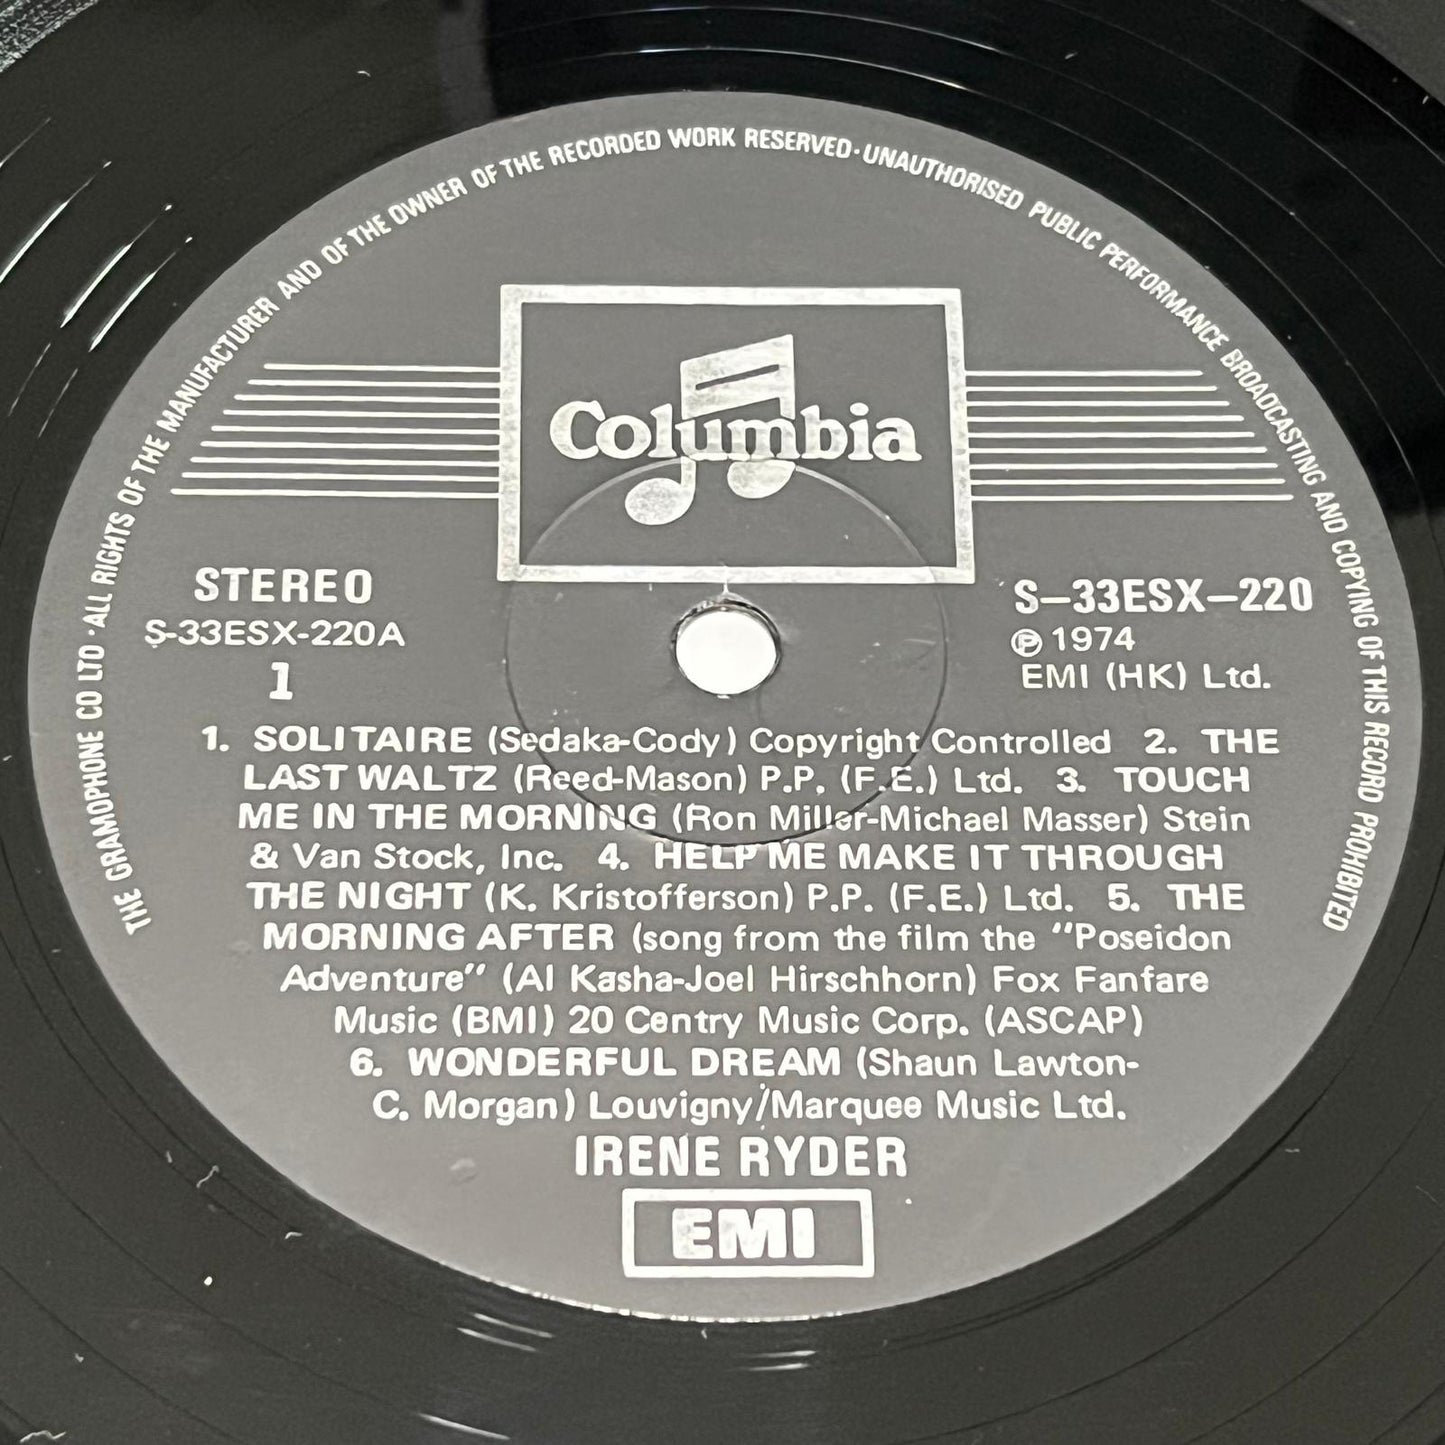 THE GRAMOPHONE CO LTD · ALL RIGHTS OF THE MANUFACTURER AND OF THE OWNER OF THE RECORDED WORK RESERVED · UNAUTHORISED PUBLIC PERFORMANCE BROADCASTING AND COPYING OF THIS RECORD PROHIBITED
Columbia
STEREO
S-33ESX-220A
1
S-33ESX-220
℗ 1974
EMI (HK) Ltd.
1. SOLITAIRE (Sedaka-Cody) Copyright Controlled 2. THE
LAST WALTZ (Reed-Mason) P.P. (F.E.) Ltd. 3. TOUCH
ME IN THE MORNING (Ron Miller-Michael Masser) Stein
& Van Stock, Inc. 4. HELP ME MAKE IT THROUGH
THE NIGHT (K. Kristofferson) P.P. (F.E.) Ltd. 5. THE
MORNING AFTER (song from the film the "Poseidon
Adventure" (Al Kasha-Joel Hirschhorn) Fox Fanfare
Music (BMI) 20 Centry Music Corp. (ASCAP)
6. WONDERFUL DREAM (Shaun Lawton-
C. Morgan) Louvigny/Marquee Music Ltd.
IRENE RYDER
EMI